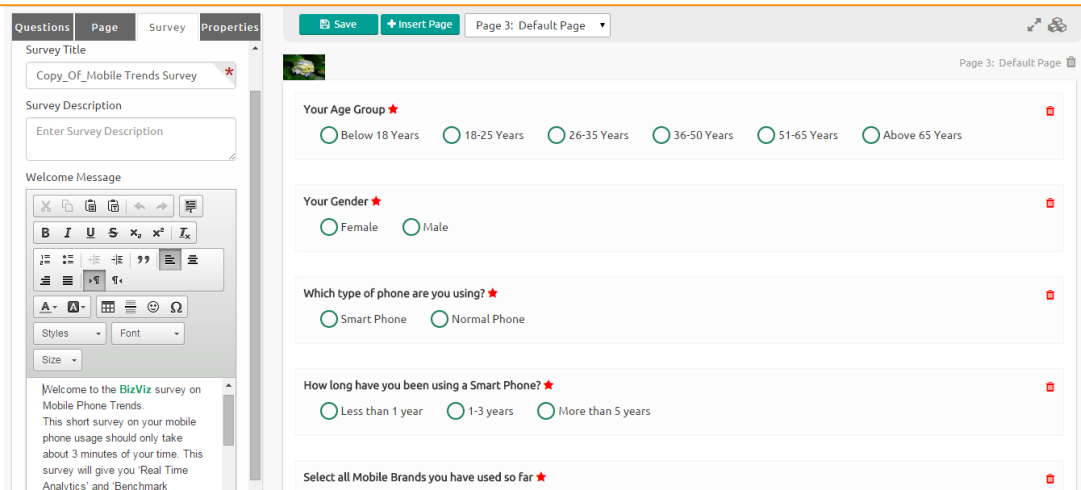 Questions Page Survey Properties
Save Insert Page Page 3: Default Page
Page 3: Default Page
Survey Title
Copy_Of_Mobile Trends Survey *
Survey Description
Enter Survey Description
Welcome Message
B I U S x₂ x² Tx
A A Ω
Styles Font
Size
Welcome to the BizViz survey on
Mobile Phone Trends.
This short survey on your mobile
phone usage should only take
about 3 minutes of your time. This
survey will give you 'Real Time
Analytics' and 'Benchmark
Your Age Group
Below 18 Years 18-25 Years 26-35 Years 36-50 Years 51-65 Years Above 65 Years
Your Gender
Female Male
Which type of phone are you using?
Smart Phone Normal Phone
How long have you been using a Smart Phone?
Less than 1 year 1-3 years More than 5 years
Select all Mobile Brands you have used so far